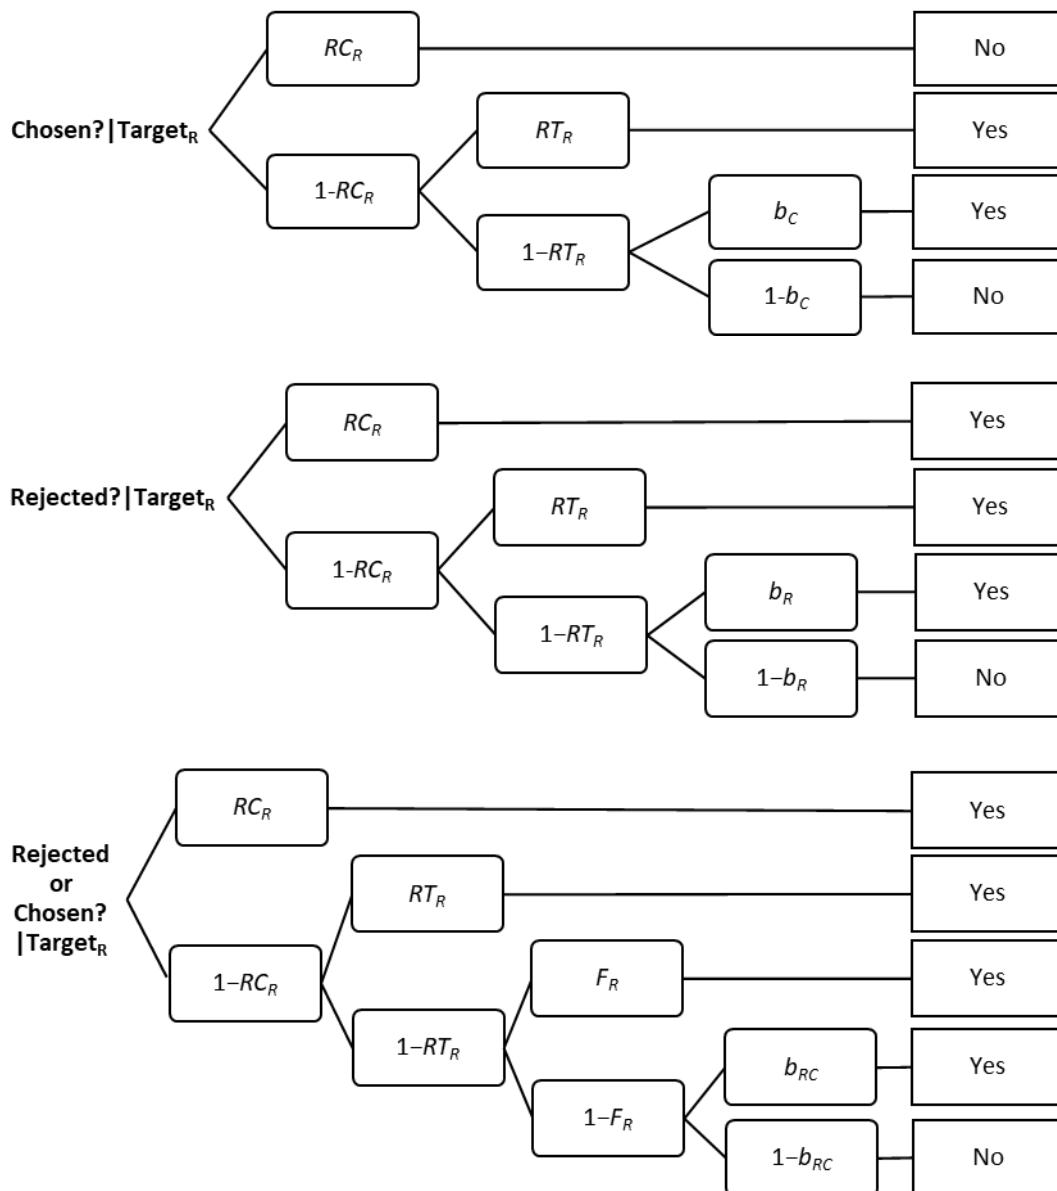 RC_R
No
Chosen?|Target_R
RT_R
Yes
1-RC_R
b_C
Yes
1−RT_R
1-b_C
No
RC_R
Yes
Rejected?|Target_R
RT_R
Yes
1-RC_R
b_R
Yes
1−RT_R
1−b_R
No
RC_R
Yes
Rejected
or
Chosen?
|Target_R
RT_R
Yes
1−RC_R
F_R
Yes
1−RT_R
b_RC
Yes
1−F_R
1−b_RC
No